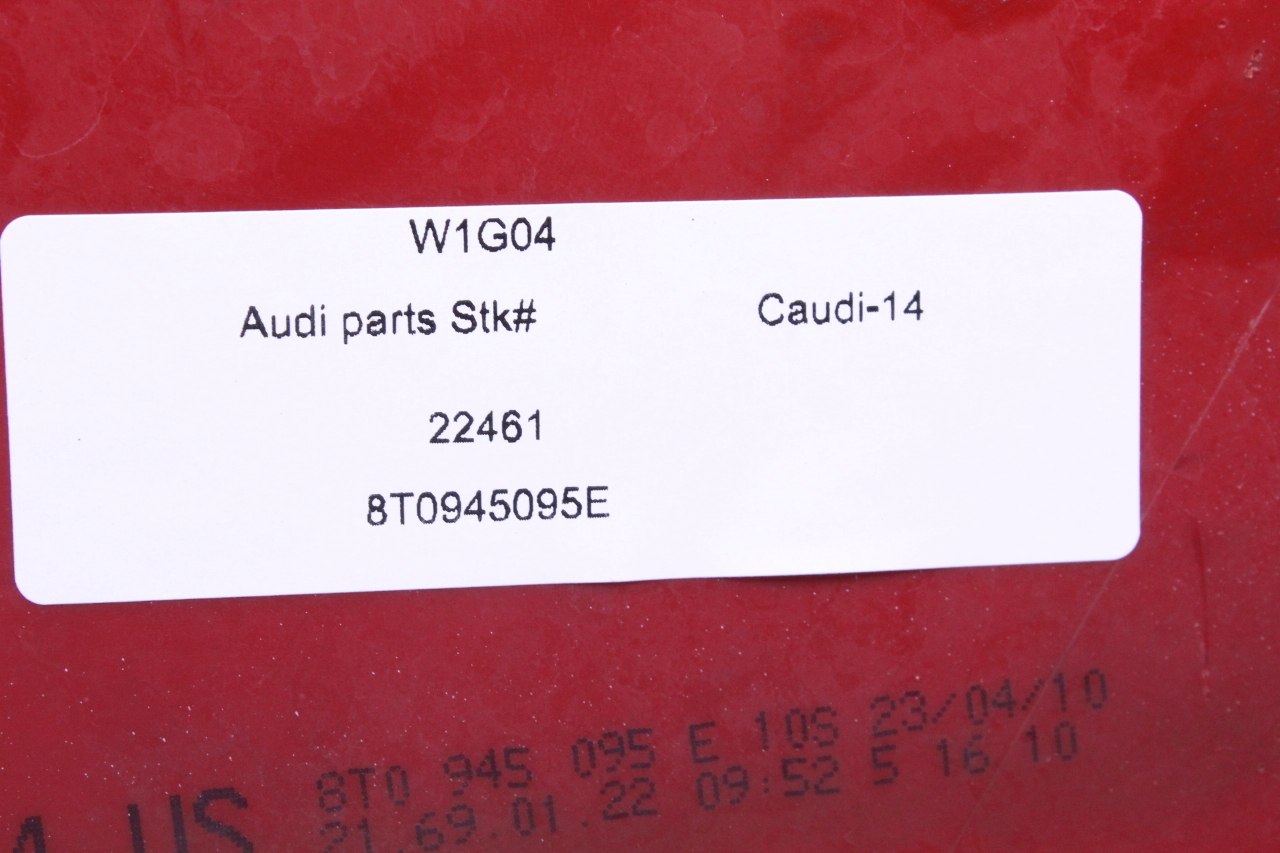 W1G04
Audi parts Stk# Caudi-14
22461
8T0945095E
8T0 945 095 E 10S 23/04/10
21.69.01.22 09:52 5 16 10
US